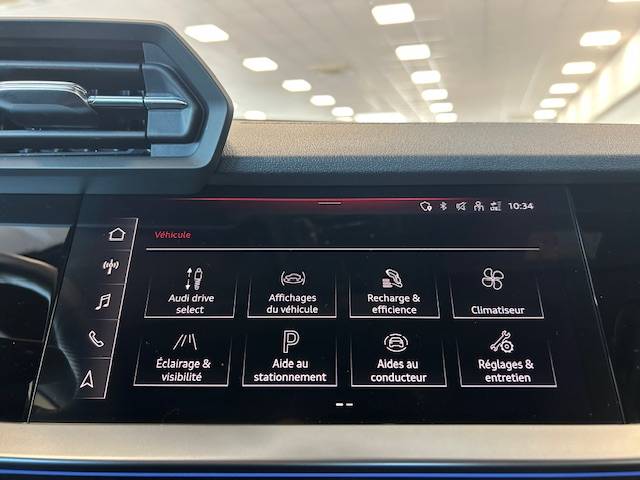 10:34
Véhicule
Audi drive
select
Affichages
du véhicule
Recharge &
efficience
Climatiseur
Éclairage &
visibilité
P
Aide au
stationnement
Aides au
conducteur
Réglages &
entretien